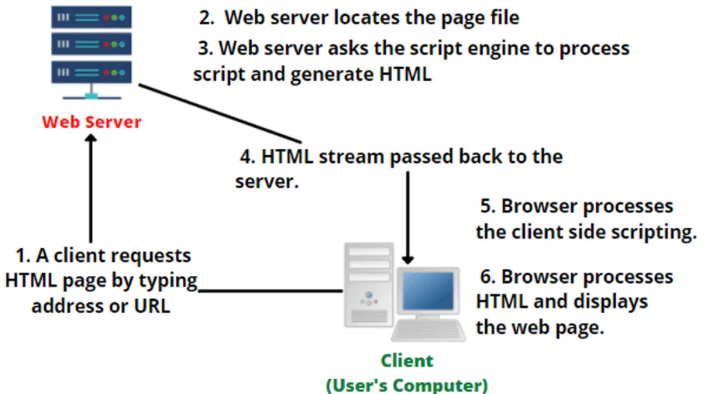 2. Web server locates the page file
3. Web server asks the script engine to process
script and generate HTML
Web Server
4. HTML stream passed back to the
server.
1. A client requests
HTML page by typing
address or URL
5. Browser processes
the client side scripting.
6. Browser processes
HTML and displays
the web page.
Client
(User's Computer)